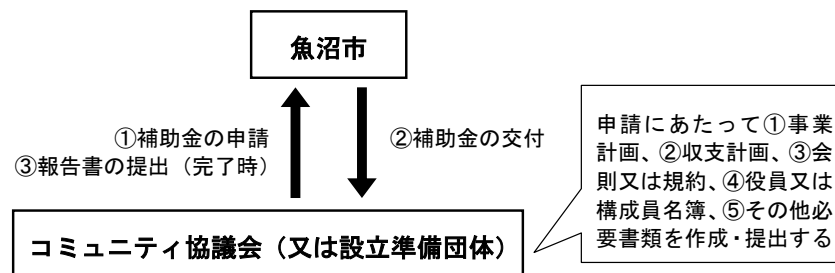 魚沼市
①補助金の申請
③報告書の提出（完了時）
②補助金の交付
申請にあたって①事業
計画、②収支計画、③会
則又は規約、④役員又は
構成員名簿、⑤その他必
要書類を作成・提出する
コミュニティ協議会（又は設立準備団体）